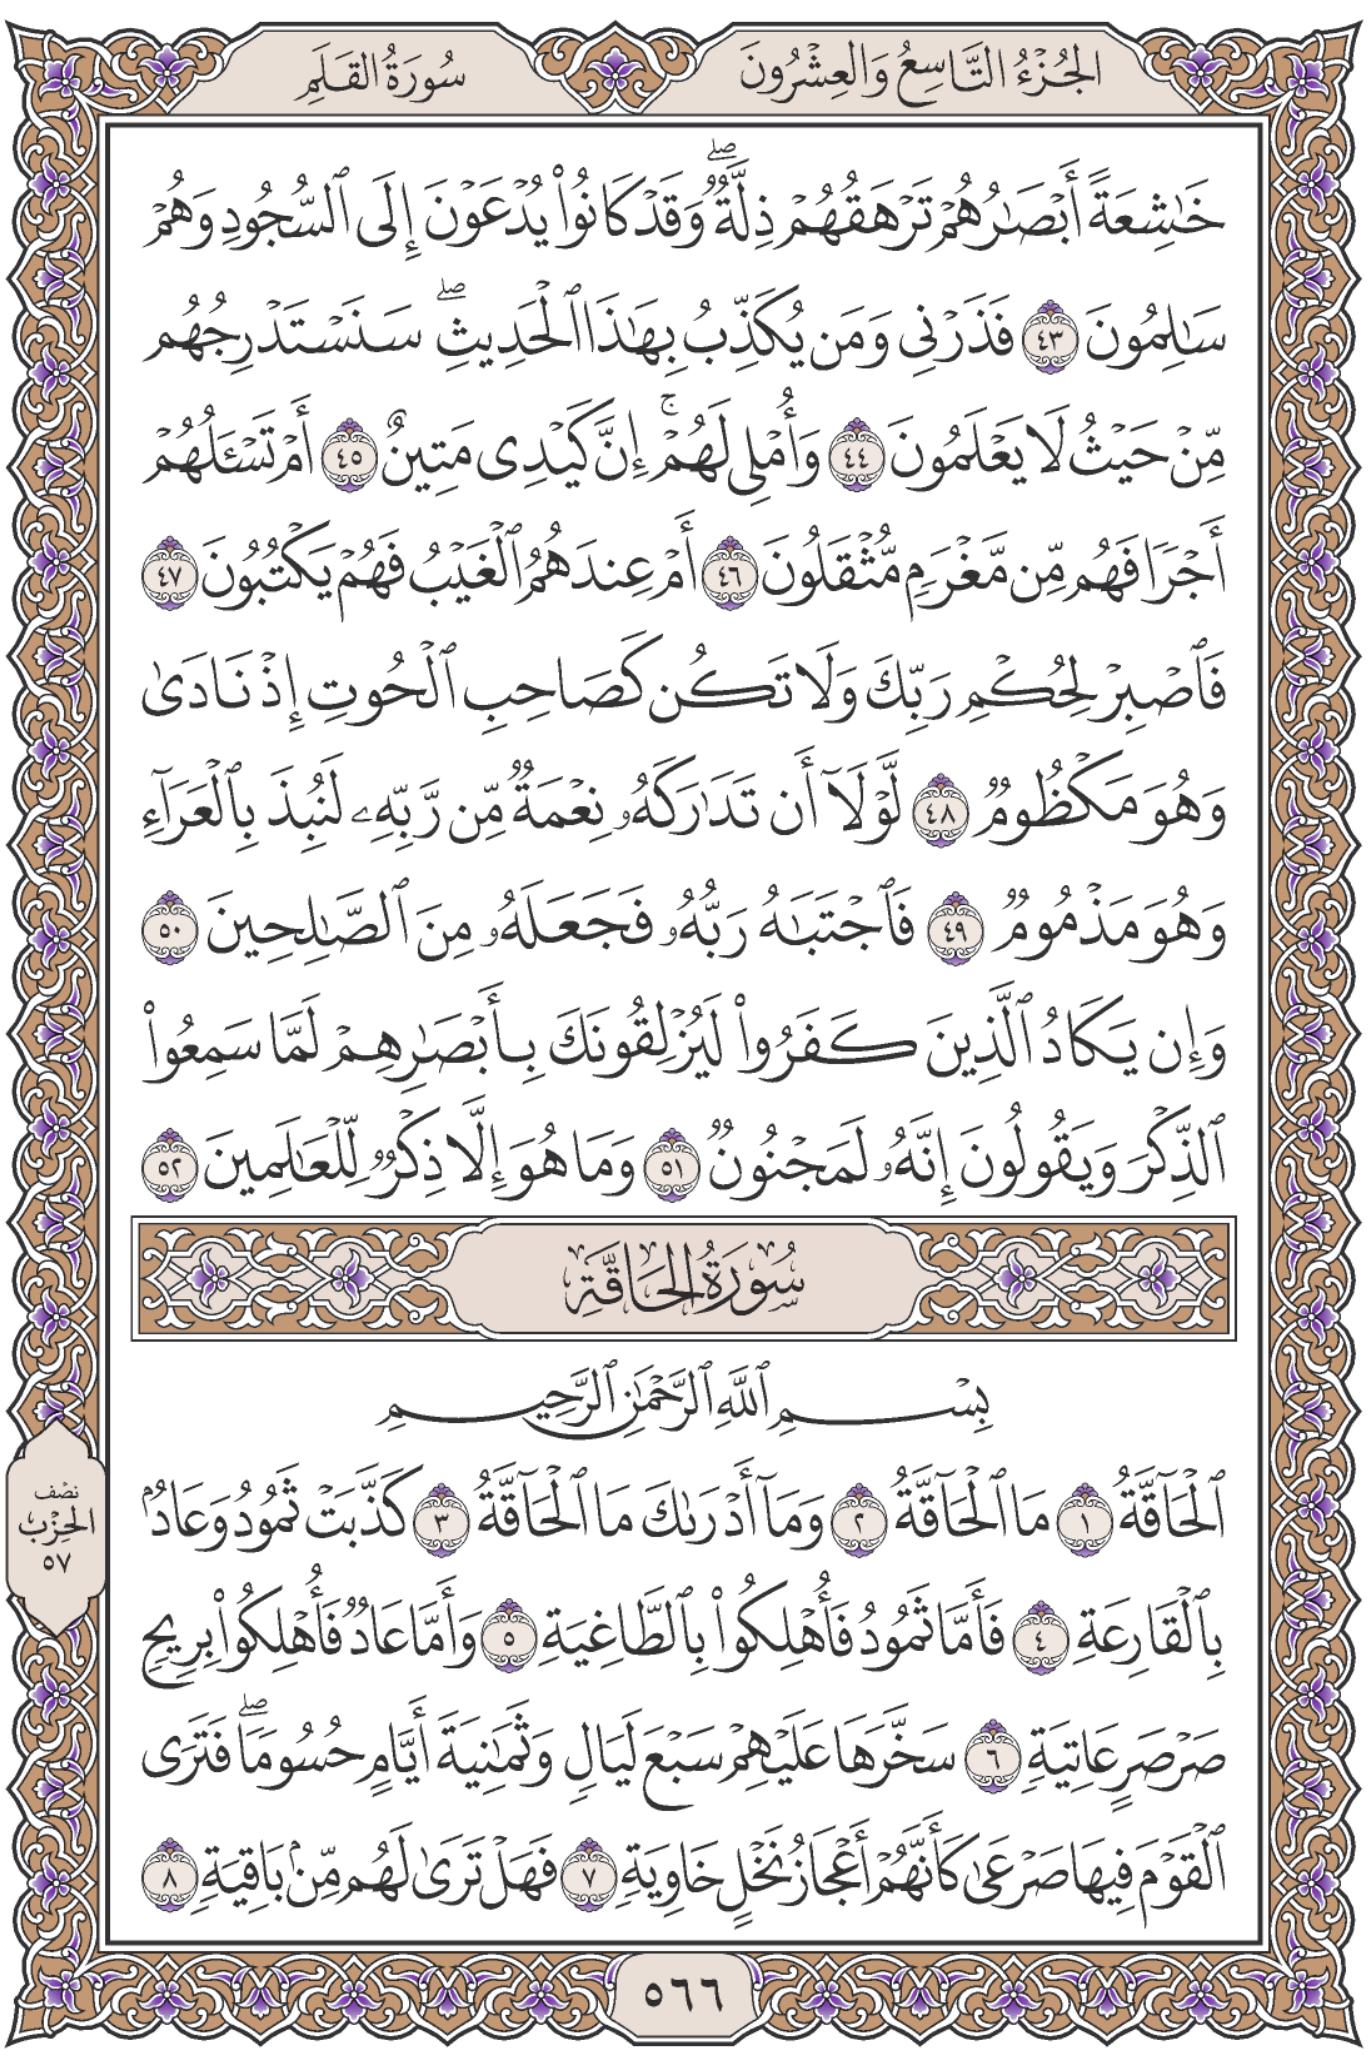 الجُزْءُ التَّاسِعُ وَالعِشْرُونَ
سُورَةُ القَلَمِ
خَٰشِعَةً أَبْصَٰرُهُمْ تَرْهَقُهُمْ ذِلَّةٌۖ وَقَدْ كَانُوا۟ يُدْعَوْنَ إِلَى ٱلسُّجُودِ وَهُمْ
سَٰلِمُونَ ٤٣ فَذَرْنِى وَمَن يُكَذِّبُ بِهَٰذَا ٱلْحَدِيثِۖ سَنَسْتَدْرِجُهُم
مِّنْ حَيْثُ لَا يَعْلَمُونَ ٤٤ وَأُمْلِى لَهُمْۚ إِنَّ كَيْدِى مَتِينٌ ٤٥ أَمْ تَسْـَٔلُهُمْ
أَجْرًا فَهُم مِّن مَّغْرَمٍ مُّثْقَلُونَ ٤٦ أَمْ عِندَهُمُ ٱلْغَيْبُ فَهُمْ يَكْتُبُونَ ٤٧
فَٱصْبِرْ لِحُكْمِ رَبِّكَ وَلَا تَكُن كَصَاحِبِ ٱلْحُوتِ إِذْ نَادَىٰ
وَهُوَ مَكْظُومٌ ٤٨ لَّوْلَآ أَن تَدَٰرَكَهُۥ نِعْمَةٌ مِّن رَّبِّهِۦ لَنُبِذَ بِٱلْعَرَآءِ
وَهُوَ مَذْمُومٌ ٤٩ فَٱجْتَبَٰهُ رَبُّهُۥ فَجَعَلَهُۥ مِنَ ٱلصَّٰلِحِينَ ٥٠
وَإِن يَكَادُ ٱلَّذِينَ كَفَرُوا۟ لَيُزْلِقُونَكَ بِأَبْصَٰرِهِمْ لَمَّا سَمِعُوا۟
ٱلذِّكْرَ وَيَقُولُونَ إِنَّهُۥ لَمَجْنُونٌ ٥١ وَمَا هُوَ إِلَّا ذِكْرٌ لِّلْعَٰلَمِينَ ٥٢
سُورَةُ الحَاقَّةِ
بِسْمِ ٱللَّهِ ٱلرَّحْمَٰنِ ٱلرَّحِيمِ
ٱلْحَآقَّةُ ١ مَا ٱلْحَآقَّةُ ٢ وَمَآ أَدْرَىٰكَ مَا ٱلْحَآقَّةُ ٣ كَذَّبَتْ ثَمُودُ وَعَادٌۢ
بِٱلْقَارِعَةِ ٤ فَأَمَّا ثَمُودُ فَأُهْلِكُوا۟ بِٱلطَّاغِيَةِ ٥ وَأَمَّا عَادٌ فَأُهْلِكُوا۟ بِرِيحٍ
صَرْصَرٍ عَاتِيَةٍ ٦ سَخَّرَهَا عَلَيْهِمْ سَبْعَ لَيَالٍ وَثَمَٰنِيَةَ أَيَّامٍ حُسُومًاۖ فَتَرَى
ٱلْقَوْمَ فِيهَا صَرْعَىٰ كَأَنَّهُمْ أَعْجَازُ نَخْلٍ خَاوِيَةٍ ٧ فَهَلْ تَرَىٰ لَهُم مِّنۢ بَاقِيَةٍ ٨
نصف
الحِزْب
٥٧
٥٦٦